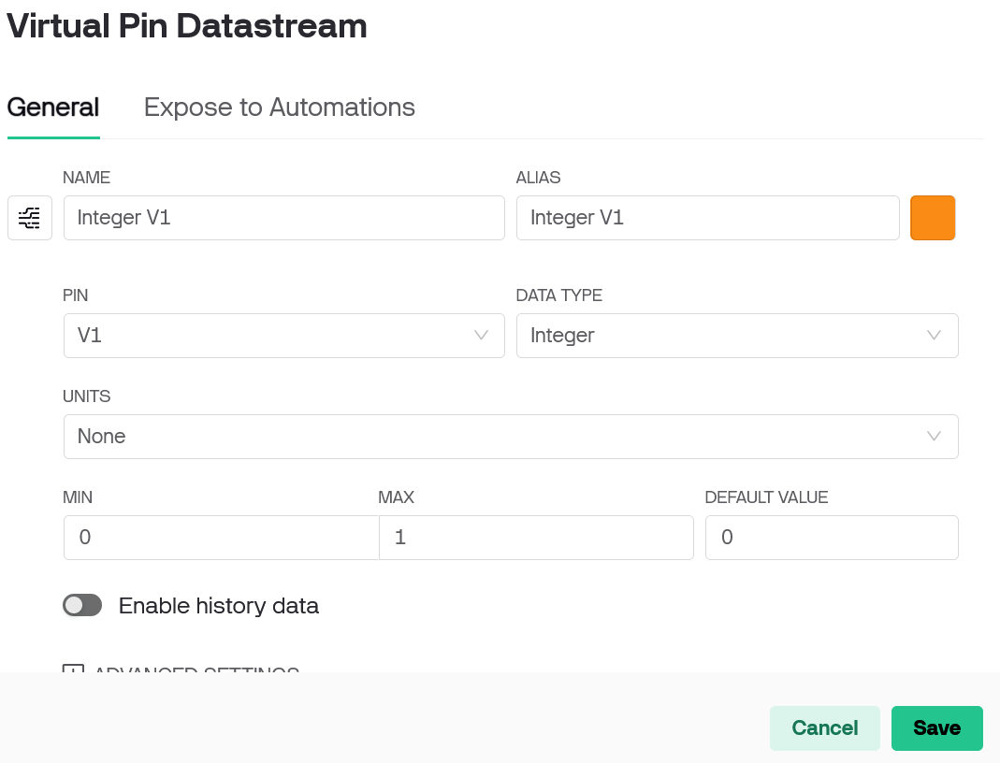 Virtual Pin Datastream
General Expose to Automations
NAME ALIAS
Integer V1 Integer V1
PIN DATA TYPE
V1 Integer
UNITS
None
MIN MAX DEFAULT VALUE
0 1 0
Enable history data
ADVANCED SETTINGS
Cancel Save